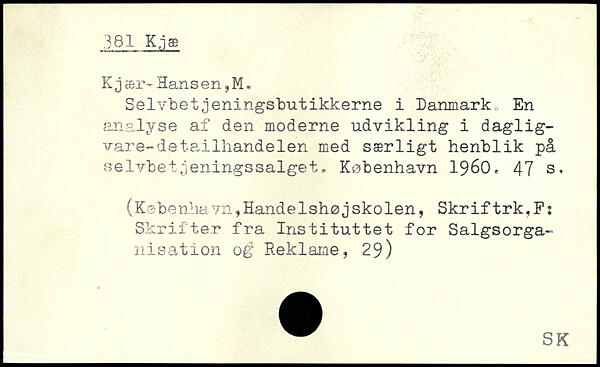 381 Kjæ
Kjær-Hansen,M.
Selvbetjeningsbutikkerne i Danmark. En
analyse af den moderne udvikling i daglig-
vare-detailhandelen med særligt henblik på
selvbetjeningssalget. København 1960. 47 s.
(København,Handelshøjskolen, Skriftrk,F:
Skrifter fra Instituttet for Salgsorga-
nisation og Reklame, 29)
SK